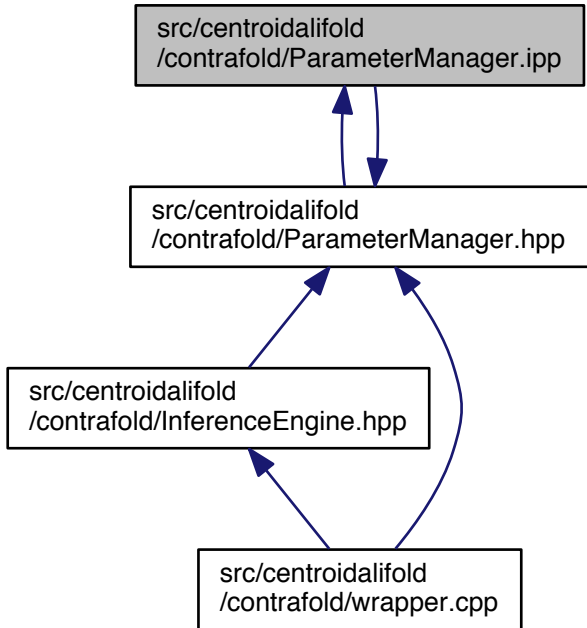 src/centroidalifold
/contrafold/ParameterManager.ipp
src/centroidalifold
/contrafold/ParameterManager.hpp
src/centroidalifold
/contrafold/InferenceEngine.hpp
src/centroidalifold
/contrafold/wrapper.cpp